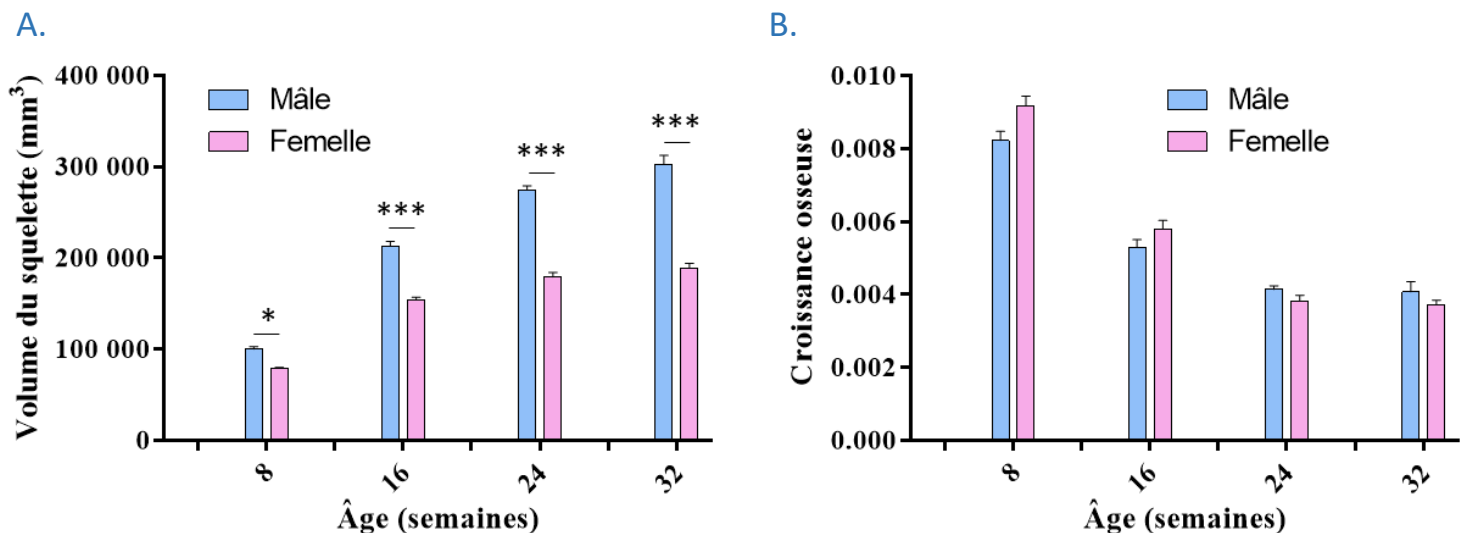 A.
Volume du squelette (mm³)
400 000
300 000
200 000
100 000
0
Mâle
Femelle
*
***
***
***
8
16
24
32
Âge (semaines)
B.
Croissance osseuse
0.010
0.008
0.006
0.004
0.002
0.000
Mâle
Femelle
8
16
24
32
Âge (semaines)